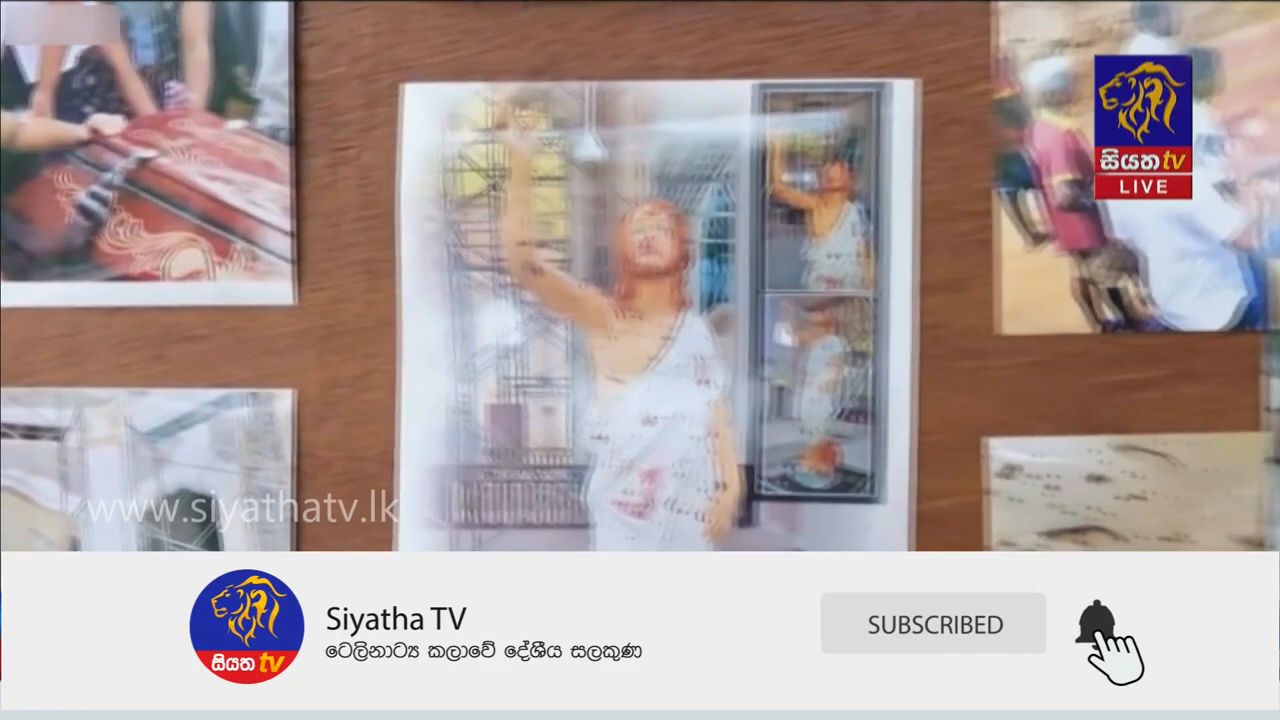 සියත tv
LIVE
www.siyathatv.lk
Siyatha TV
ටෙලිනාට්‍ය කලාවේ දේශීය සලකුණ
SUBSCRIBED
සියත tv